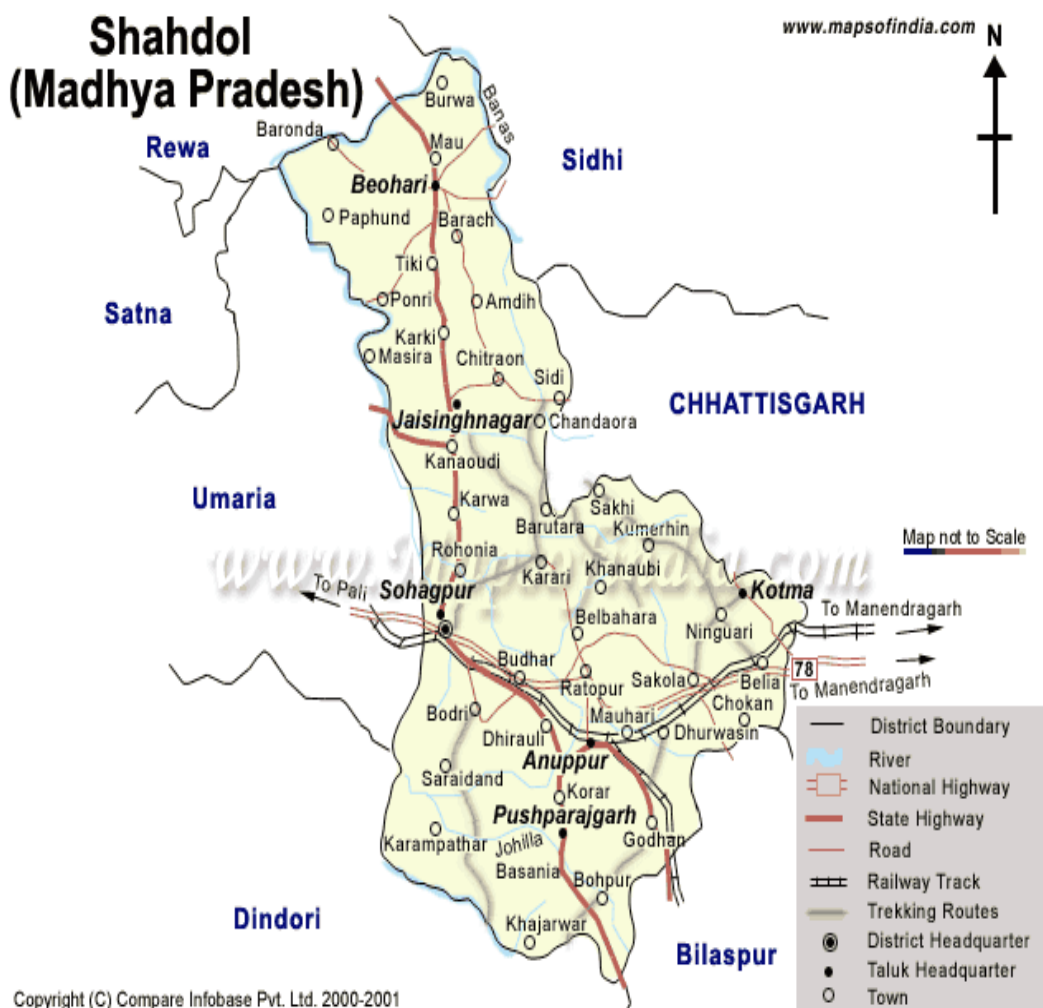 Shahdol
(Madhya Pradesh)
www.mapsofindia.com
N
Burwa
Banas
Baronda
Rewa
Mau
Sidhi
Beohari
Paphund
Barach
Tiki
Ponri
Amdih
Satna
Karki
Masira
Chitraon
Sidi
CHHATTISGARH
Jaisinghnagar
Chandaora
Kanaoudi
Umaria
Karwa
Sakhi
Barutara
Kumerhin
Map not to Scale
Rohonia
www.Mapsofindia.com
Karari
Khanaubi
To Pali
Sohagpur
Kotma
To Manendragarh
Belbahara
Ninguari
Budhar
78
Ratopur
Sakola
Belia
To Manendragarh
Bodri
Mauhari
Chokan
Dhirauli
Dhurwasin
Anuppur
Saraidand
Korar
Pushparajgarh
Karampathar
Johilla
Godhan
Basania
Bohpur
Dindori
Khajarwar
Bilaspur
District Boundary
River
National Highway
State Highway
Road
Railway Track
Trekking Routes
District Headquarter
Taluk Headquarter
Town
Copyright (C) Compare Infobase Pvt. Ltd. 2000-2001